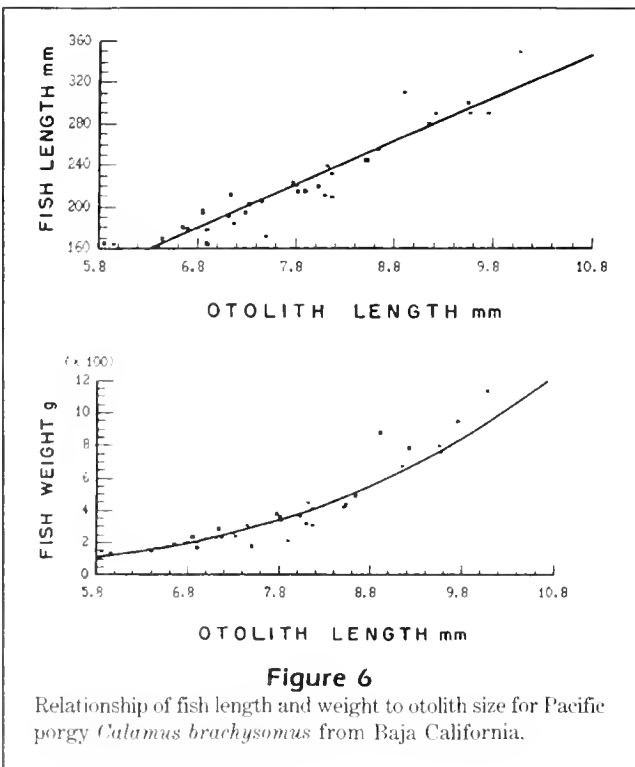 360
320
280
240
200
160
FISH LENGTH mm
5.8 6.8 7.8 8.8 9.8 10.8
OTOLITH LENGTH mm
(x 100)
12
10
8
6
4
2
0
FISH WEIGHT g
5.8 6.8 7.8 8.8 9.8 10.8
OTOLITH LENGTH mm
Figure 6
Relationship of fish length and weight to otolith size for Pacific
porgy Calamus brachysomus from Baja California.